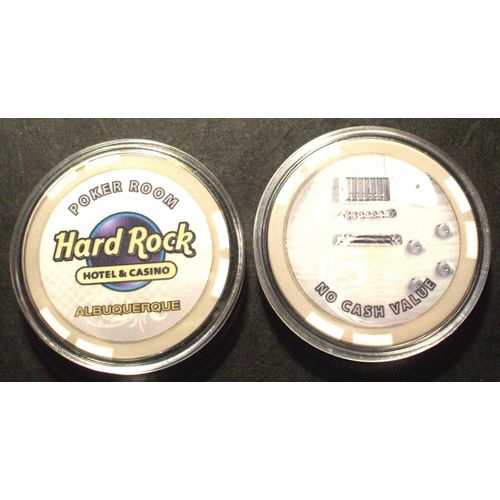 POKER ROOM
Hard Rock
HOTEL & CASINO
ALBUQUERQUE
NO CASH VALUE